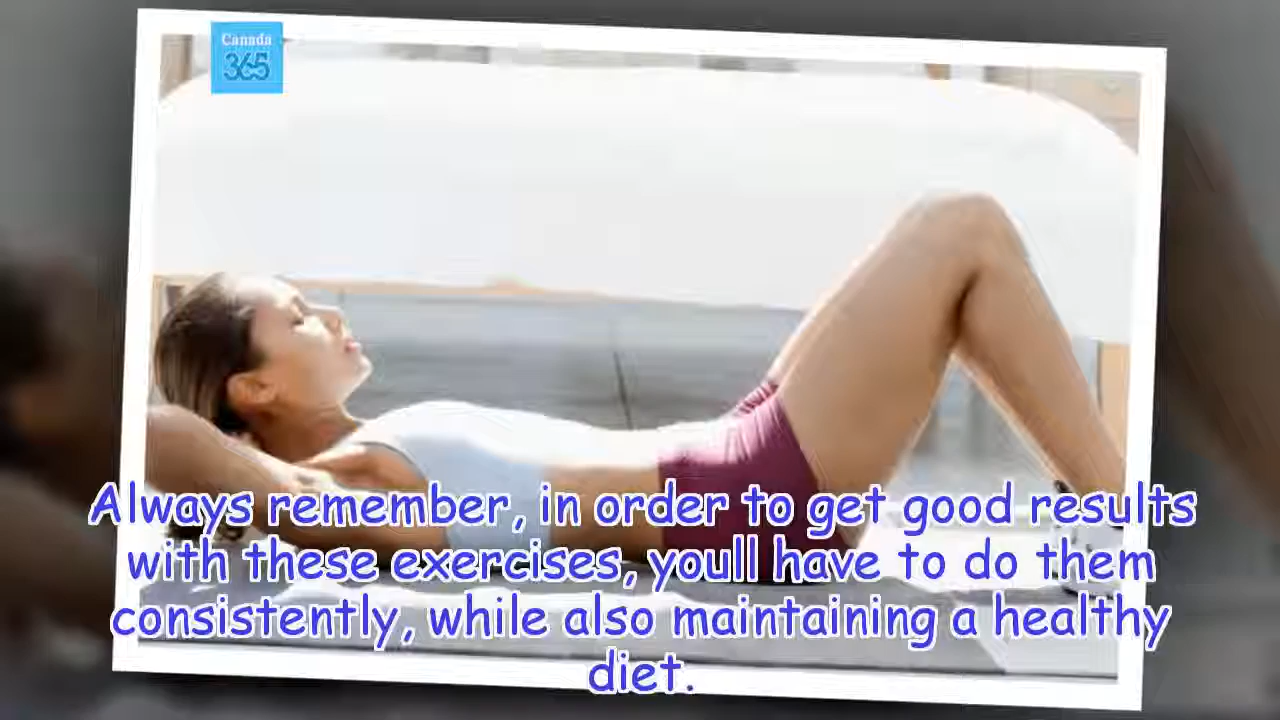 Canada
365
Always remember, in order to get good results
with these exercises, youll have to do them
consistently, while also maintaining a healthy
diet.